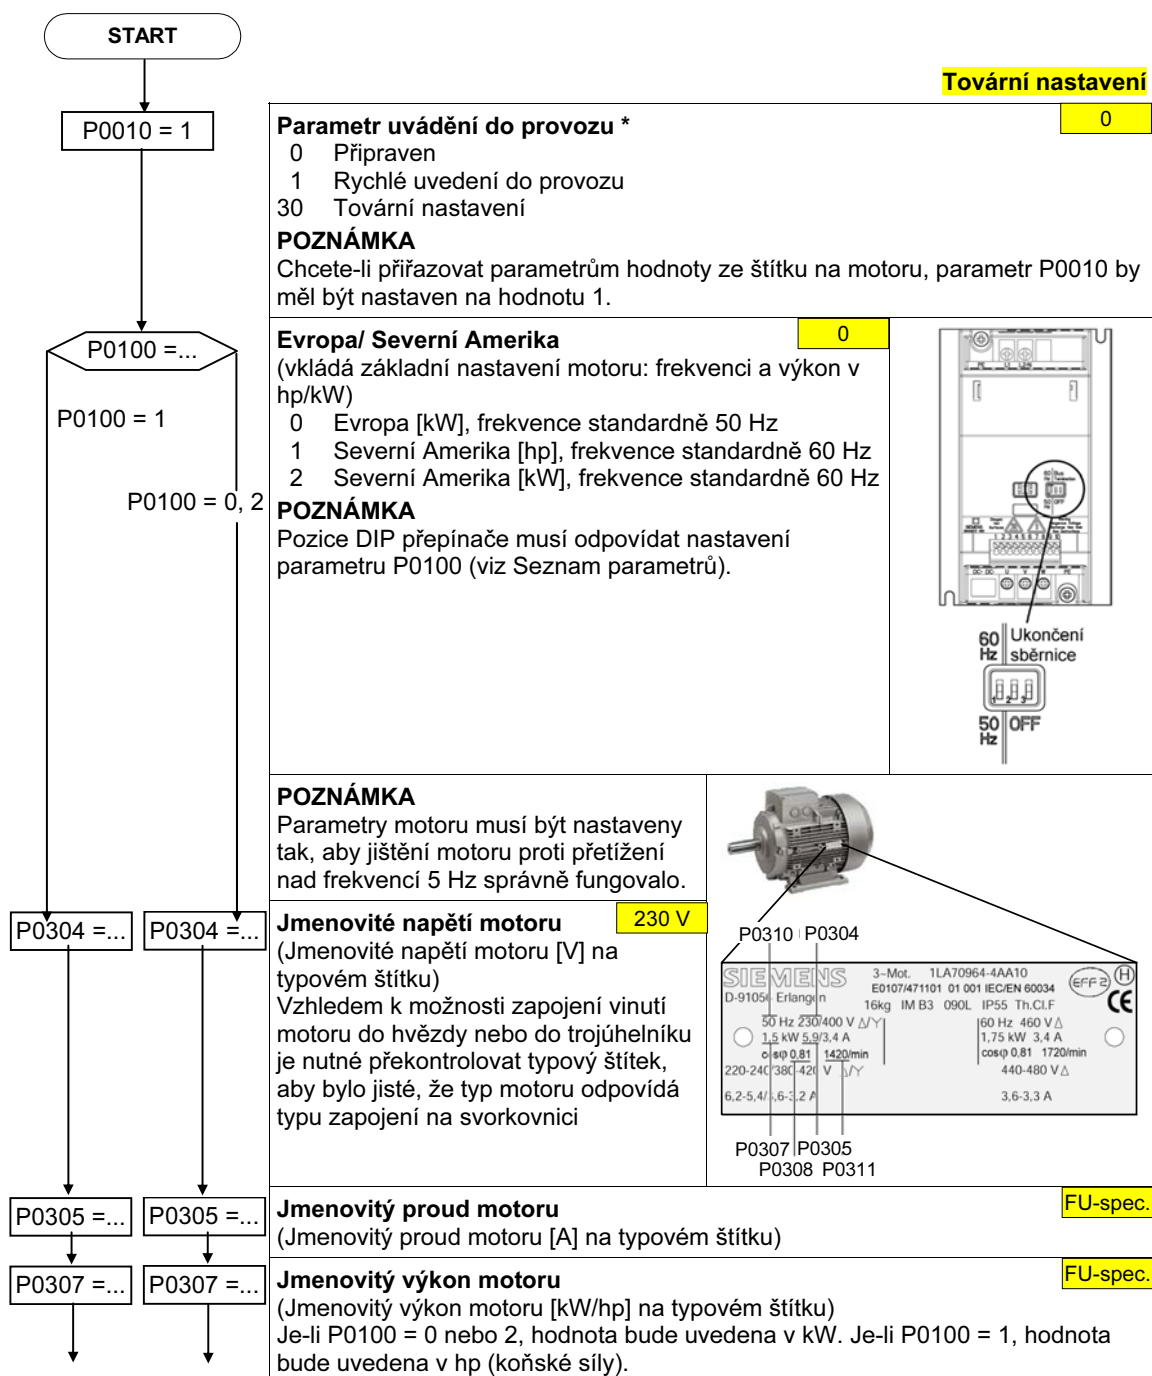 START
Tovární nastavení
P0010 = 1
Parametr uvádění do provozu *
0
0 Připraven
1 Rychlé uvedení do provozu
30 Tovární nastavení
POZNÁMKA
Chcete-li přiřazovat parametrům hodnoty ze štítku na motoru, parametr P0010 by
měl být nastaven na hodnotu 1.
P0100 =...
P0100 = 1
P0100 = 0, 2
Evropa/ Severní Amerika
0
(vkládá základní nastavení motoru: frekvenci a výkon v
hp/kW)
0 Evropa [kW], frekvence standardně 50 Hz
1 Severní Amerika [hp], frekvence standardně 60 Hz
2 Severní Amerika [kW], frekvence standardně 60 Hz
POZNÁMKA
Pozice DIP přepínače musí odpovídat nastavení
parametru P0100 (viz Seznam parametrů).
60
Hz
Ukončení
sběrnice
1 2 3
50
Hz
OFF
POZNÁMKA
Parametry motoru musí být nastaveny
tak, aby jištění motoru proti přetížení
nad frekvencí 5 Hz správně fungovalo.
P0304 =...
P0304 =...
Jmenovité napětí motoru
230 V
(Jmenovité napětí motoru [V] na
typovém štítku)
Vzhledem k možnosti zapojení vinutí
motoru do hvězdy nebo do trojúhelníku
je nutné překontrolovat typový štítek,
aby bylo jisté, že typ motoru odpovídá
typu zapojení na svorkovnici
P0310 P0304
SIEMENS
3~Mot. 1LA70964-4AA10
EFF 2
H
D-91056 Erlangen
E0107/471101 01 001 IEC/EN 60034
CE
16kg IM B3 090L IP55 Th.Cl.F
50 Hz 230/400 V Δ/Y
60 Hz 460 V Δ
1,5 kW 5,9/3,4 A
1,75 kW 3,4 A
cosφ 0,81 1420/min
cosφ 0,81 1720/min
220-240/380-420 V Δ/Y
440-480 V Δ
6,2-5,4/3,6-3,2 A
3,6-3,3 A
P0307 P0305
P0308 P0311
P0305 =...
P0305 =...
Jmenovitý proud motoru
FU-spec.
(Jmenovitý proud motoru [A] na typovém štítku)
P0307 =...
P0307 =...
Jmenovitý výkon motoru
FU-spec.
(Jmenovitý výkon motoru [kW/hp] na typovém štítku)
Je-li P0100 = 0 nebo 2, hodnota bude uvedena v kW. Je-li P0100 = 1, hodnota
bude uvedena v hp (koňské síly).